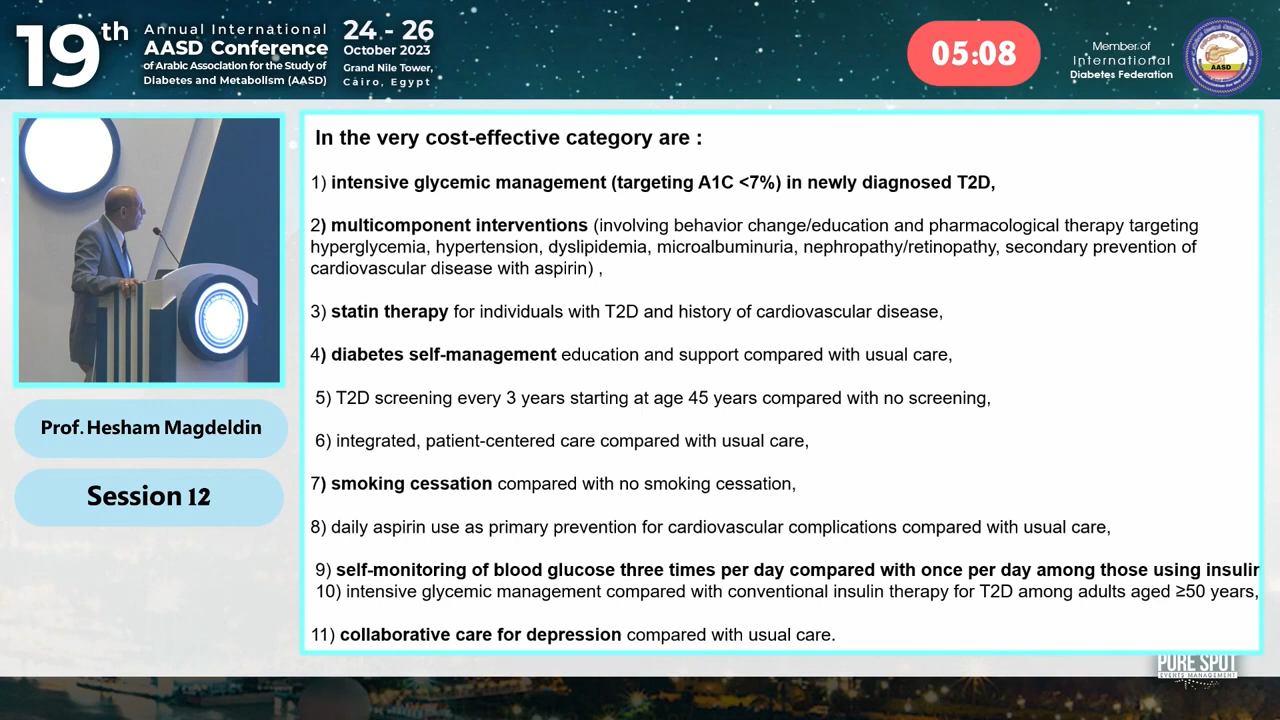 19th
Annual International
AASD Conference
of Arabic Association for the Study of
Diabetes and Metabolism (AASD)
24 - 26
October 2023
Grand Nile Tower,
Cairo, Egypt
05:08
Member of
International
Diabetes Federation
AASD
In the very cost-effective category are :
1) intensive glycemic management (targeting A1C <7%) in newly diagnosed T2D,
2) multicomponent interventions (involving behavior change/education and pharmacological therapy targeting
hyperglycemia, hypertension, dyslipidemia, microalbuminuria, nephropathy/retinopathy, secondary prevention of
cardiovascular disease with aspirin) ,
3) statin therapy for individuals with T2D and history of cardiovascular disease,
4) diabetes self-management education and support compared with usual care,
5) T2D screening every 3 years starting at age 45 years compared with no screening,
6) integrated, patient-centered care compared with usual care,
7) smoking cessation compared with no smoking cessation,
8) daily aspirin use as primary prevention for cardiovascular complications compared with usual care,
9) self-monitoring of blood glucose three times per day compared with once per day among those using insulin
10) intensive glycemic management compared with conventional insulin therapy for T2D among adults aged ≥50 years,
11) collaborative care for depression compared with usual care.
Prof. Hesham Magdeldin
Session 12
PURE SPOT
EVENTS MANAGEMENT